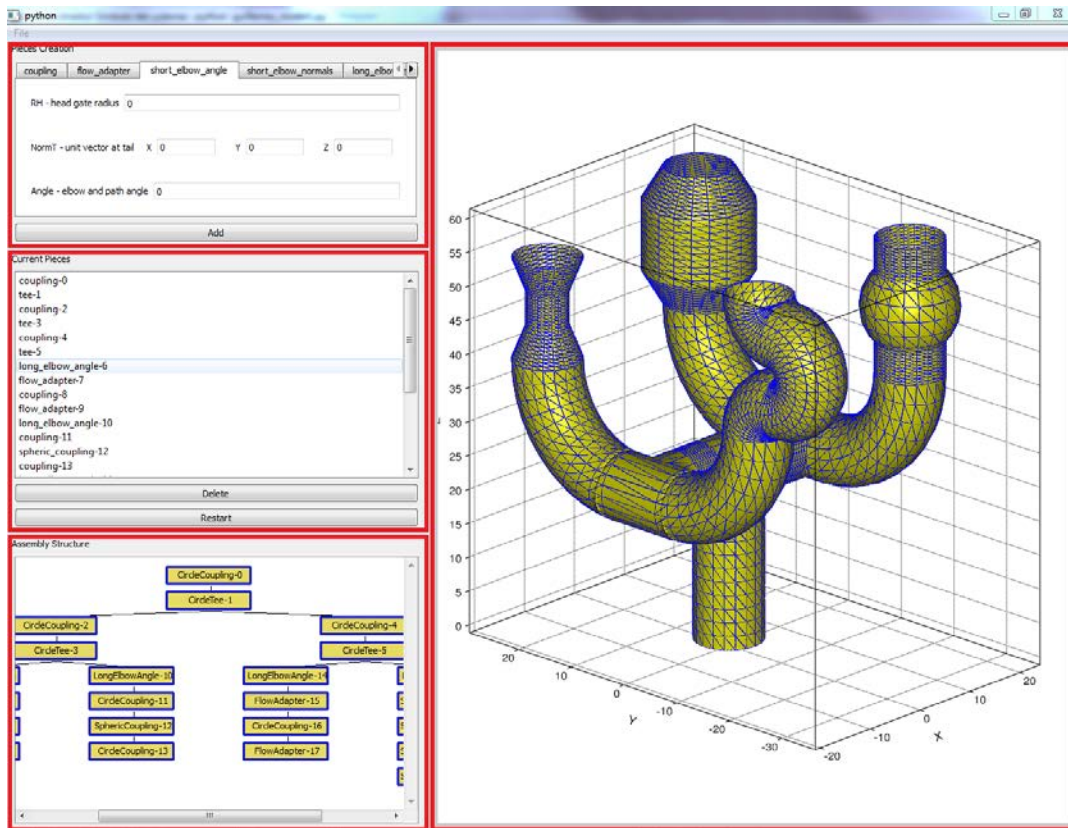 python
File
Pieces Creation
coupling flow_adapter short_elbow_angle short_elbow_normals long_elbow
RH - head gate radius 0
NormT - unit vector at tail X 0 Y 0 Z 0
Angle - elbow and path angle 0
Add
Current Pieces
coupling-0
tee-1
coupling-2
tee-3
coupling-4
tee-5
long_elbow_angle-6
flow_adapter-7
coupling-8
flow_adapter-9
long_elbow_angle-10
coupling-11
spheric_coupling-12
coupling-13
Delete
Restart
Assembly Structure
CircleCoupling-0
CircleTee-1
CircleCoupling-2 CircleCoupling-4
CircleTee-3 CircleTee-5
LongElbowAngle-10 LongElbowAngle-14
CircleCoupling-11 FlowAdapter-15
SphericCoupling-12 CircleCoupling-16
CircleCoupling-13 FlowAdapter-17
60
55
50
45
40
35
30
25
20
15
10
5
0
20
10
0
-10
-20
-30
Y
-20
-10
0
10
20
X